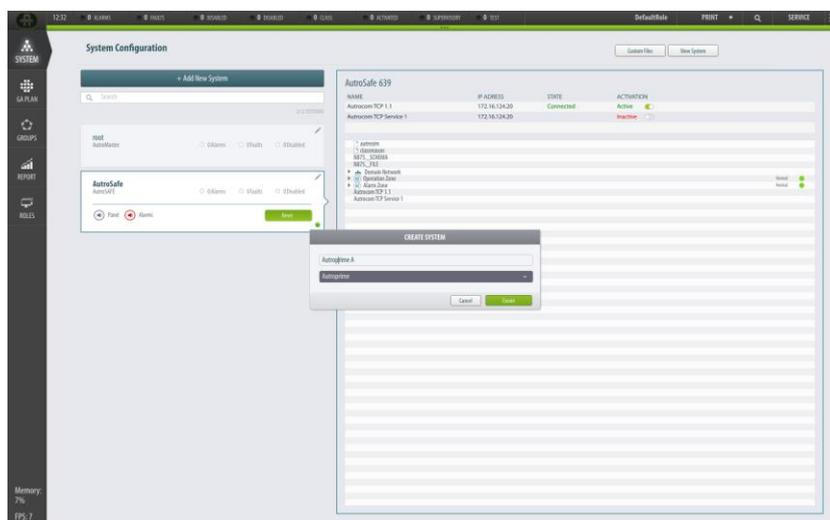 12:32 0 ALARMS 0 FAULTS 0 DISABLED 0 DISABLED 0 CLASS 0 ACTIVATED 0 SUPERVISORY 0 TEST DefaultRole PRINT SERVICE
SYSTEM
GA PLAN
GROUPS
REPORT
ROLES
Memory:
7%
FPS: 7
System Configuration
Custom Files View System
+ Add New System
Search
root
AutroMaster 0 Alarms 0 Faults 0 Disabled
AutroSafe
AutroSAFE 0 Alarms 0 Faults 0 Disabled
Panel Alarms Reset
AutroSafe 639
NAME IP ADRESS STATE ACTIVATION
Autrocom TCP 1.1 172.16.124.20 Connected Active
Autrocom TCP Service 1 172.16.124.20 Inactive
Domain Network
Operation Zone Normal
Alarm Zone Normal
Autrocom TCP 1.1
Autrocom TCP Service 1
CREATE SYSTEM
Autroprime A
Autroprime
Cancel Create